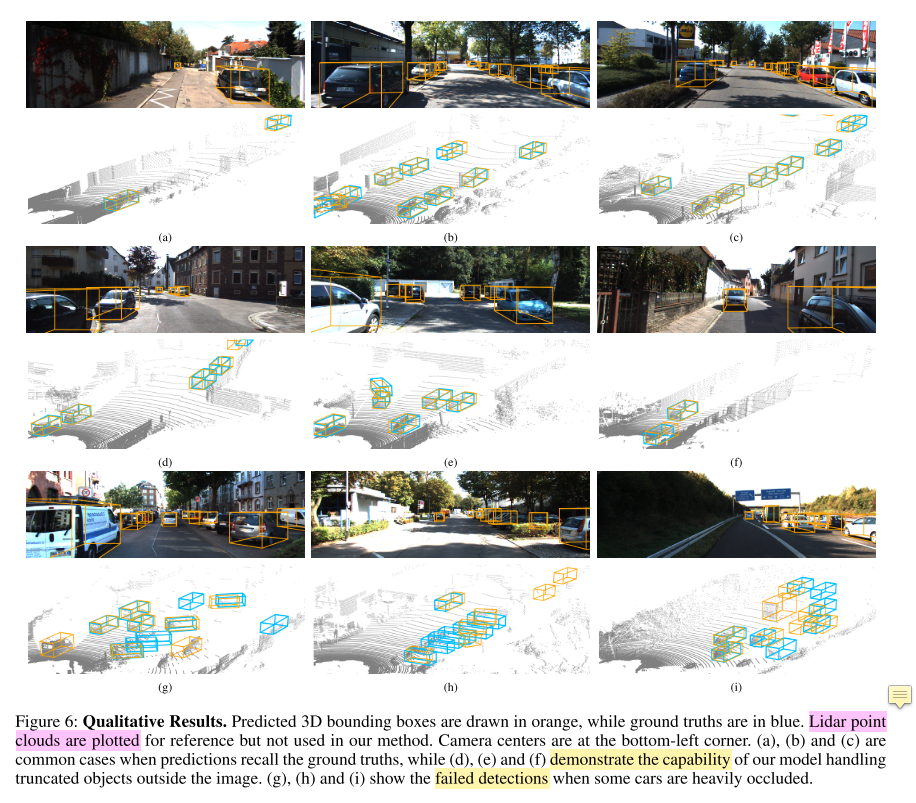 (a)
(b)
(c)
(d)
(e)
(f)
(g)
(h)
(i)
Figure 6: Qualitative Results. Predicted 3D bounding boxes are drawn in orange, while ground truths are in blue. Lidar point
clouds are plotted for reference but not used in our method. Camera centers are at the bottom-left corner. (a), (b) and (c) are
common cases when predictions recall the ground truths, while (d), (e) and (f) demonstrate the capability of our model handling
truncated objects outside the image. (g), (h) and (i) show the failed detections when some cars are heavily occluded.